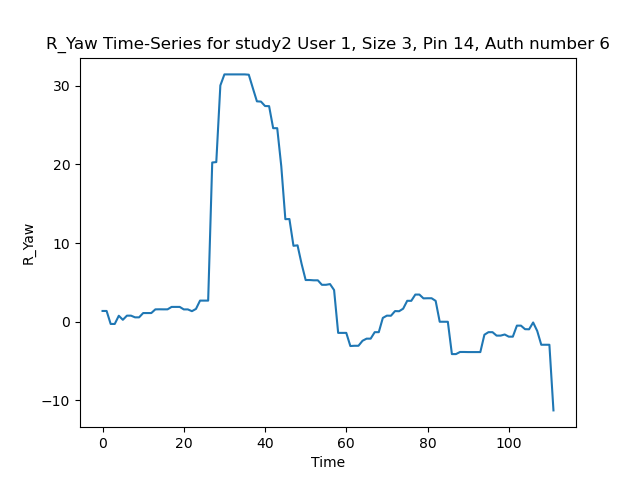 R_Yaw Time-Series for study2 User 1, Size 3, Pin 14, Auth number 6
30
20
10
0
−10
R_Yaw
0 20 40 60 80 100
Time